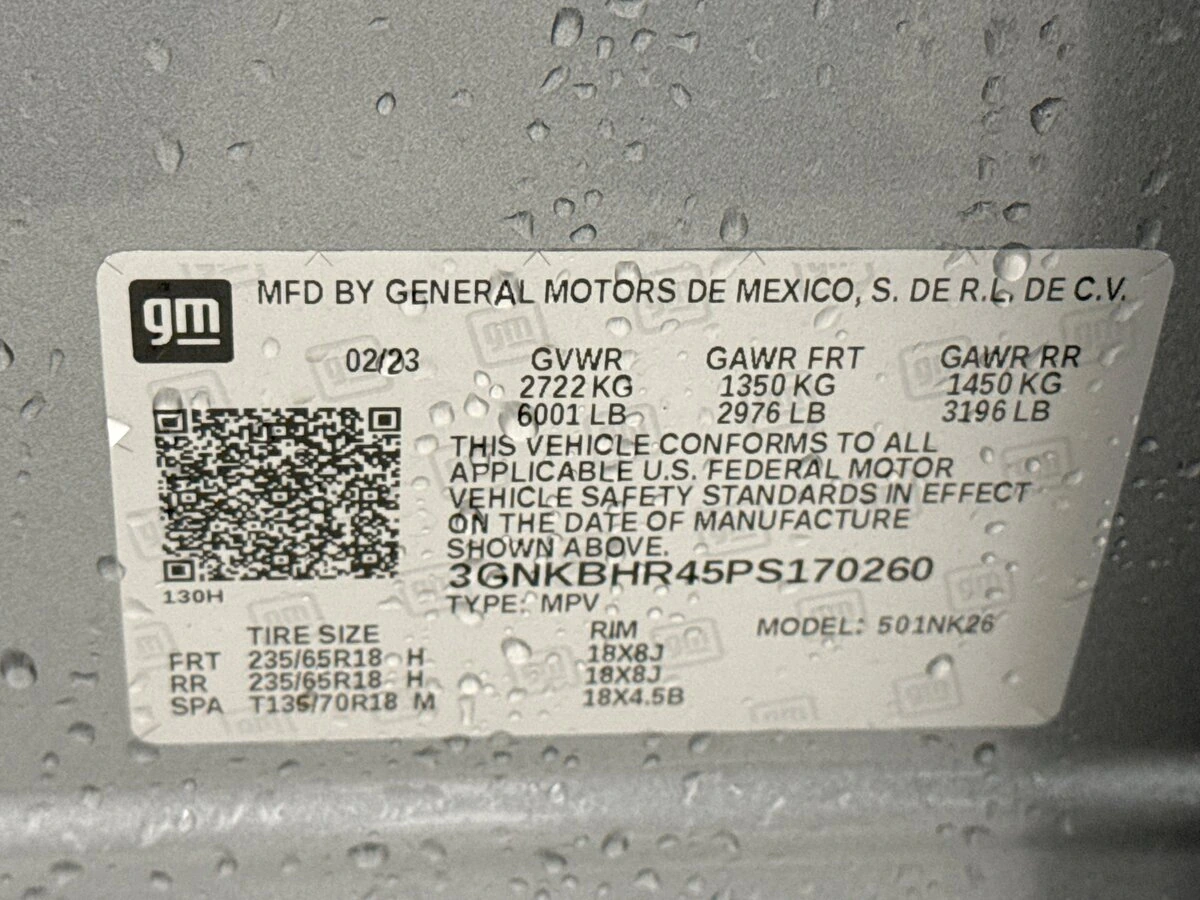 gm
MFD BY GENERAL MOTORS DE MEXICO, S. DE R.L. DE C.V.
02/23 GVWR GAWR FRT GAWR RR
2722 KG 1350 KG 1450 KG
6001 LB 2976 LB 3196 LB
THIS VEHICLE CONFORMS TO ALL
APPLICABLE U.S. FEDERAL MOTOR
VEHICLE SAFETY STANDARDS IN EFFECT
ON THE DATE OF MANUFACTURE
SHOWN ABOVE.
3GNKBHR45PS170260
130H
TYPE: MPV
MODEL: 501NK26
TIRE SIZE RIM
FRT 235/65R18 H 18X8J
RR 235/65R18 H 18X8J
SPA T135/70R18 M 18X4.5B